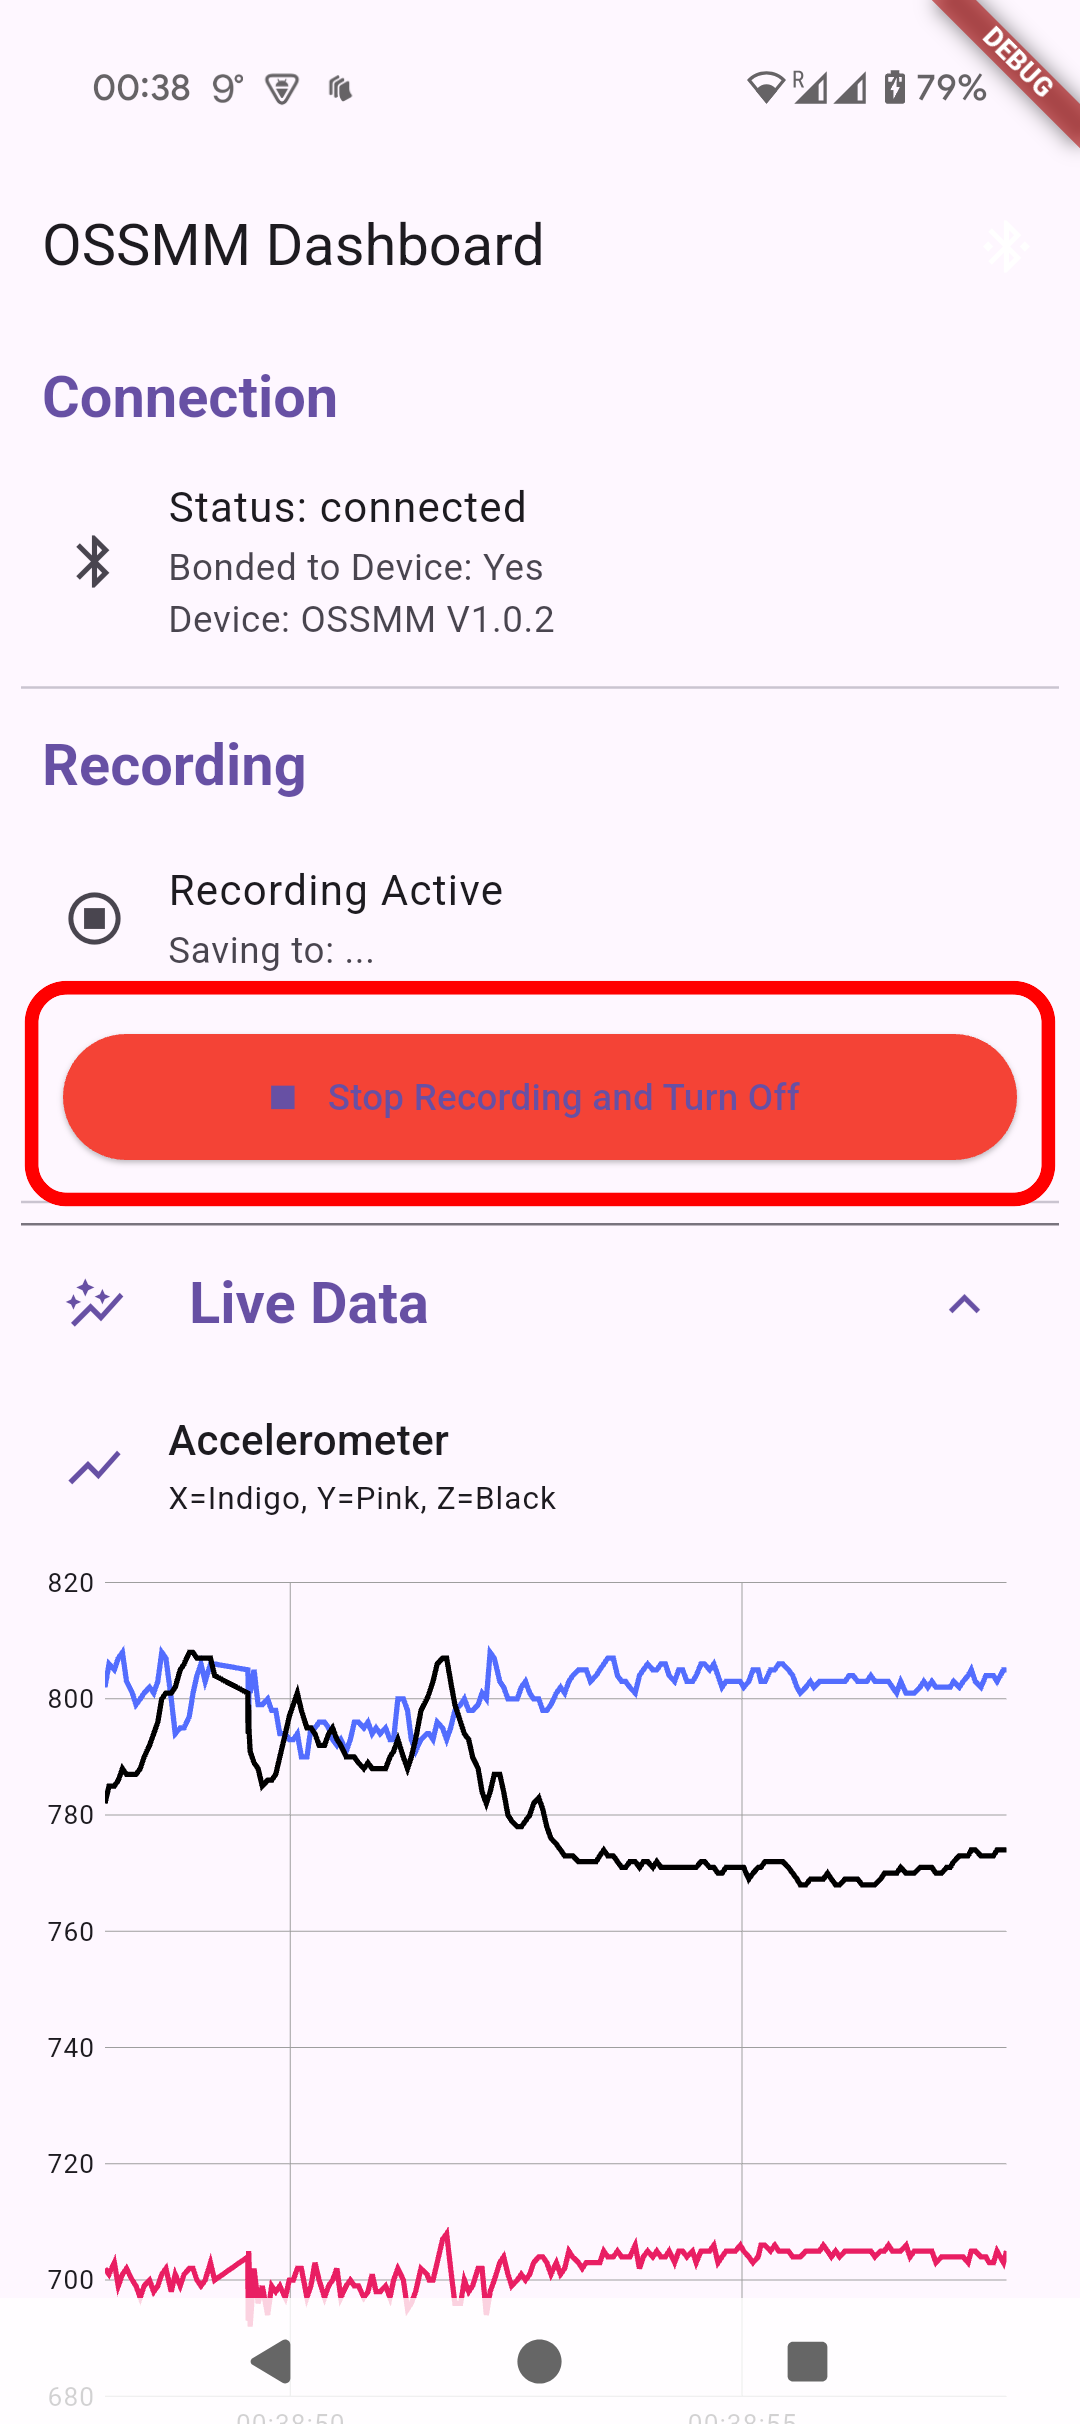 DEBUG
00:38 9° R 79%
OSSMM Dashboard
Connection
Status: connected
Bonded to Device: Yes
Device: OSSMM V1.0.2
Recording
Recording Active
Saving to: ...
Stop Recording and Turn Off
Live Data
Accelerometer
X=Indigo, Y=Pink, Z=Black
820
800
780
760
740
720
700
680
00:38:50 00:38:55